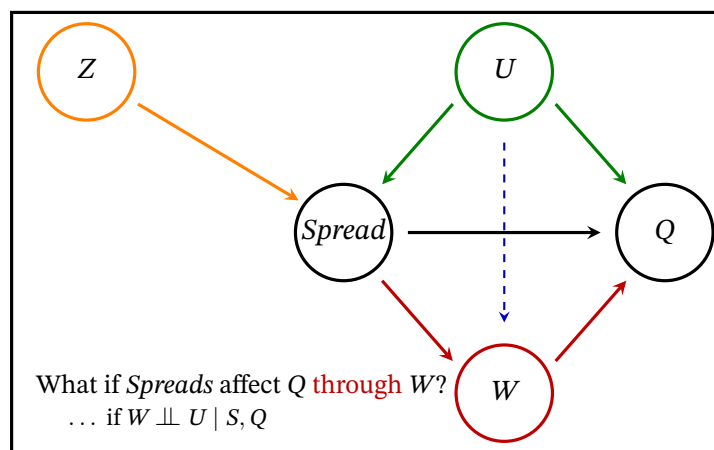 Z
U
Spread
Q
W
What if Spreads affect Q through W?
... if W ⫫ U | S, Q